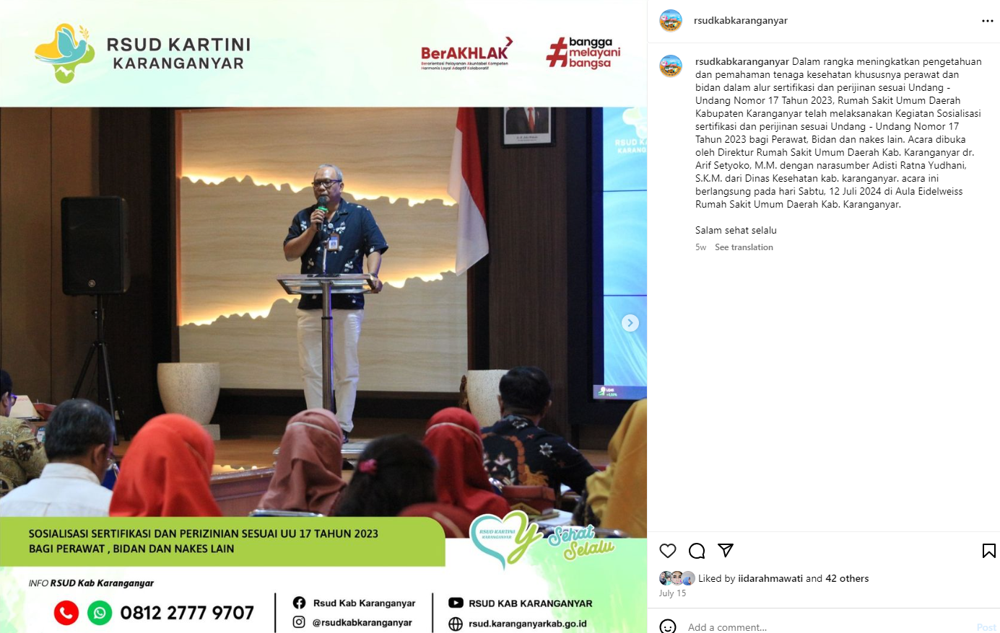 RSUD KARTINI
KARANGANYAR
BerAKHLAK
Berorientasi Pelayanan Akuntabel Kompeten
Harmonis Loyal Adaptif Kolaboratif
#bangga
melayani
bangsa
RSUD KA
KARANG
SOSIALISASI SERTIFIKASI DAN PERIZINIAN SESUAI UU 17 TAHUN 2023
BAGI PERAWAT , BIDAN DAN NAKES LAIN
RSUD KARTINI
KARANGANYAR
Sehat
Selalu
INFO RSUD Kab Karanganyar
0812 2777 9707
Rsud Kab Karanganyar
@rsudkabkaranganyar
RSUD KAB KARANGANYAR
rsud.karanganyarkab.go.id
rsudkabkaranganyar
rsudkabkaranganyar Dalam rangka meningkatkan pengetahuan
dan pemahaman tenaga kesehatan khususnya perawat dan
bidan dalam alur sertifikasi dan perijinan sesuai Undang -
Undang Nomor 17 Tahun 2023, Rumah Sakit Umum Daerah
Kabupaten Karanganyar telah melaksanakan Kegiatan Sosialisasi
sertifikasi dan perijinan sesuai Undang - Undang Nomor 17
Tahun 2023 bagi Perawat, Bidan dan nakes lain. Acara dibuka
oleh Direktur Rumah Sakit Umum Daerah Kab. Karanganyar dr.
Arif Setyoko, M.M. dengan narasumber Adisti Ratna Yudhani,
S.K.M. dari Dinas Kesehatan kab. karanganyar. acara ini
berlangsung pada hari Sabtu, 12 Juli 2024 di Aula Eidelweiss
Rumah Sakit Umum Daerah Kab. Karanganyar.
Salam sehat selalu
5w See translation
Liked by iidarahmawati and 42 others
July 15
Add a comment...
Post